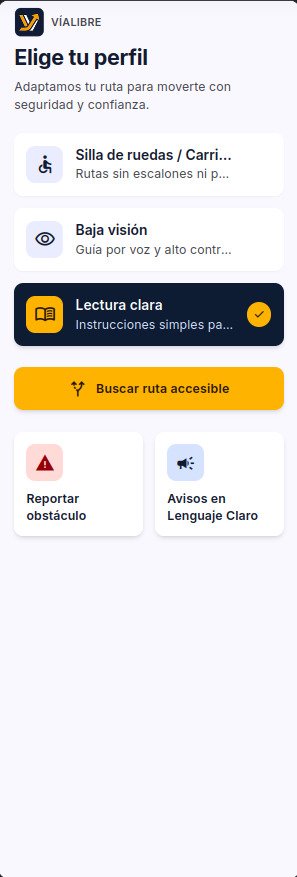 VÍALIBRE
Elige tu perfil
Adaptamos tu ruta para moverte con
seguridad y confianza.
Silla de ruedas / Carri...
Rutas sin escalones ni p...
Baja visión
Guía por voz y alto contr...
Lectura clara
Instrucciones simples pa...
Buscar ruta accesible
Reportar
obstáculo
Avisos en
Lenguaje Claro